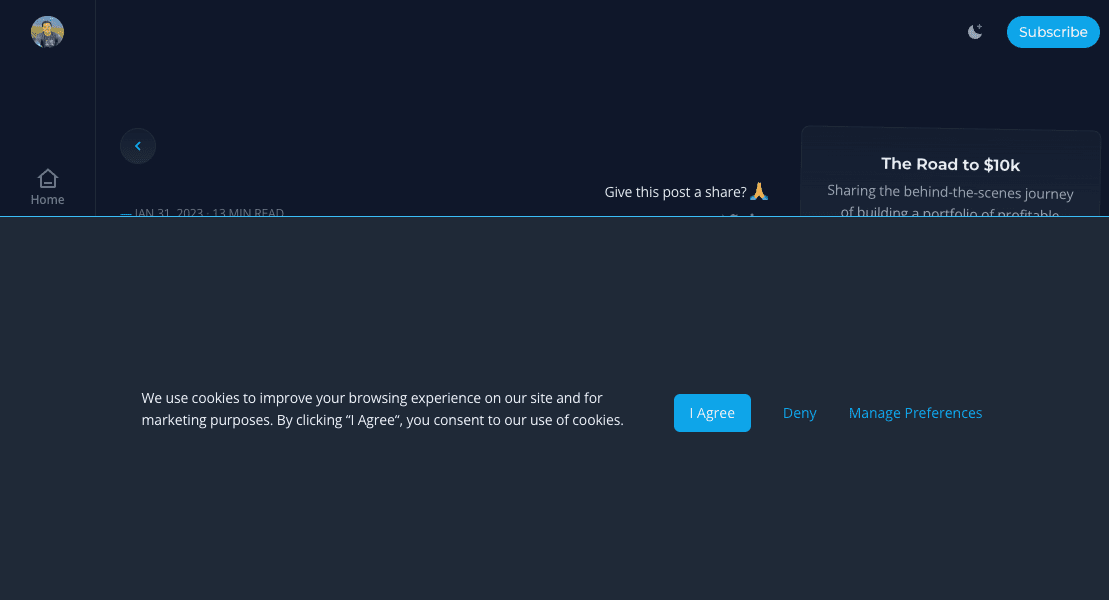 Subscribe
Home
Give this post a share? 🙏
JAN 31, 2023 · 13 MIN READ
The Road to $10k
Sharing the behind-the-scenes journey
of building a portfolio of profitable
We use cookies to improve your browsing experience on our site and for
marketing purposes. By clicking “I Agree”, you consent to our use of cookies.
I Agree
Deny
Manage Preferences